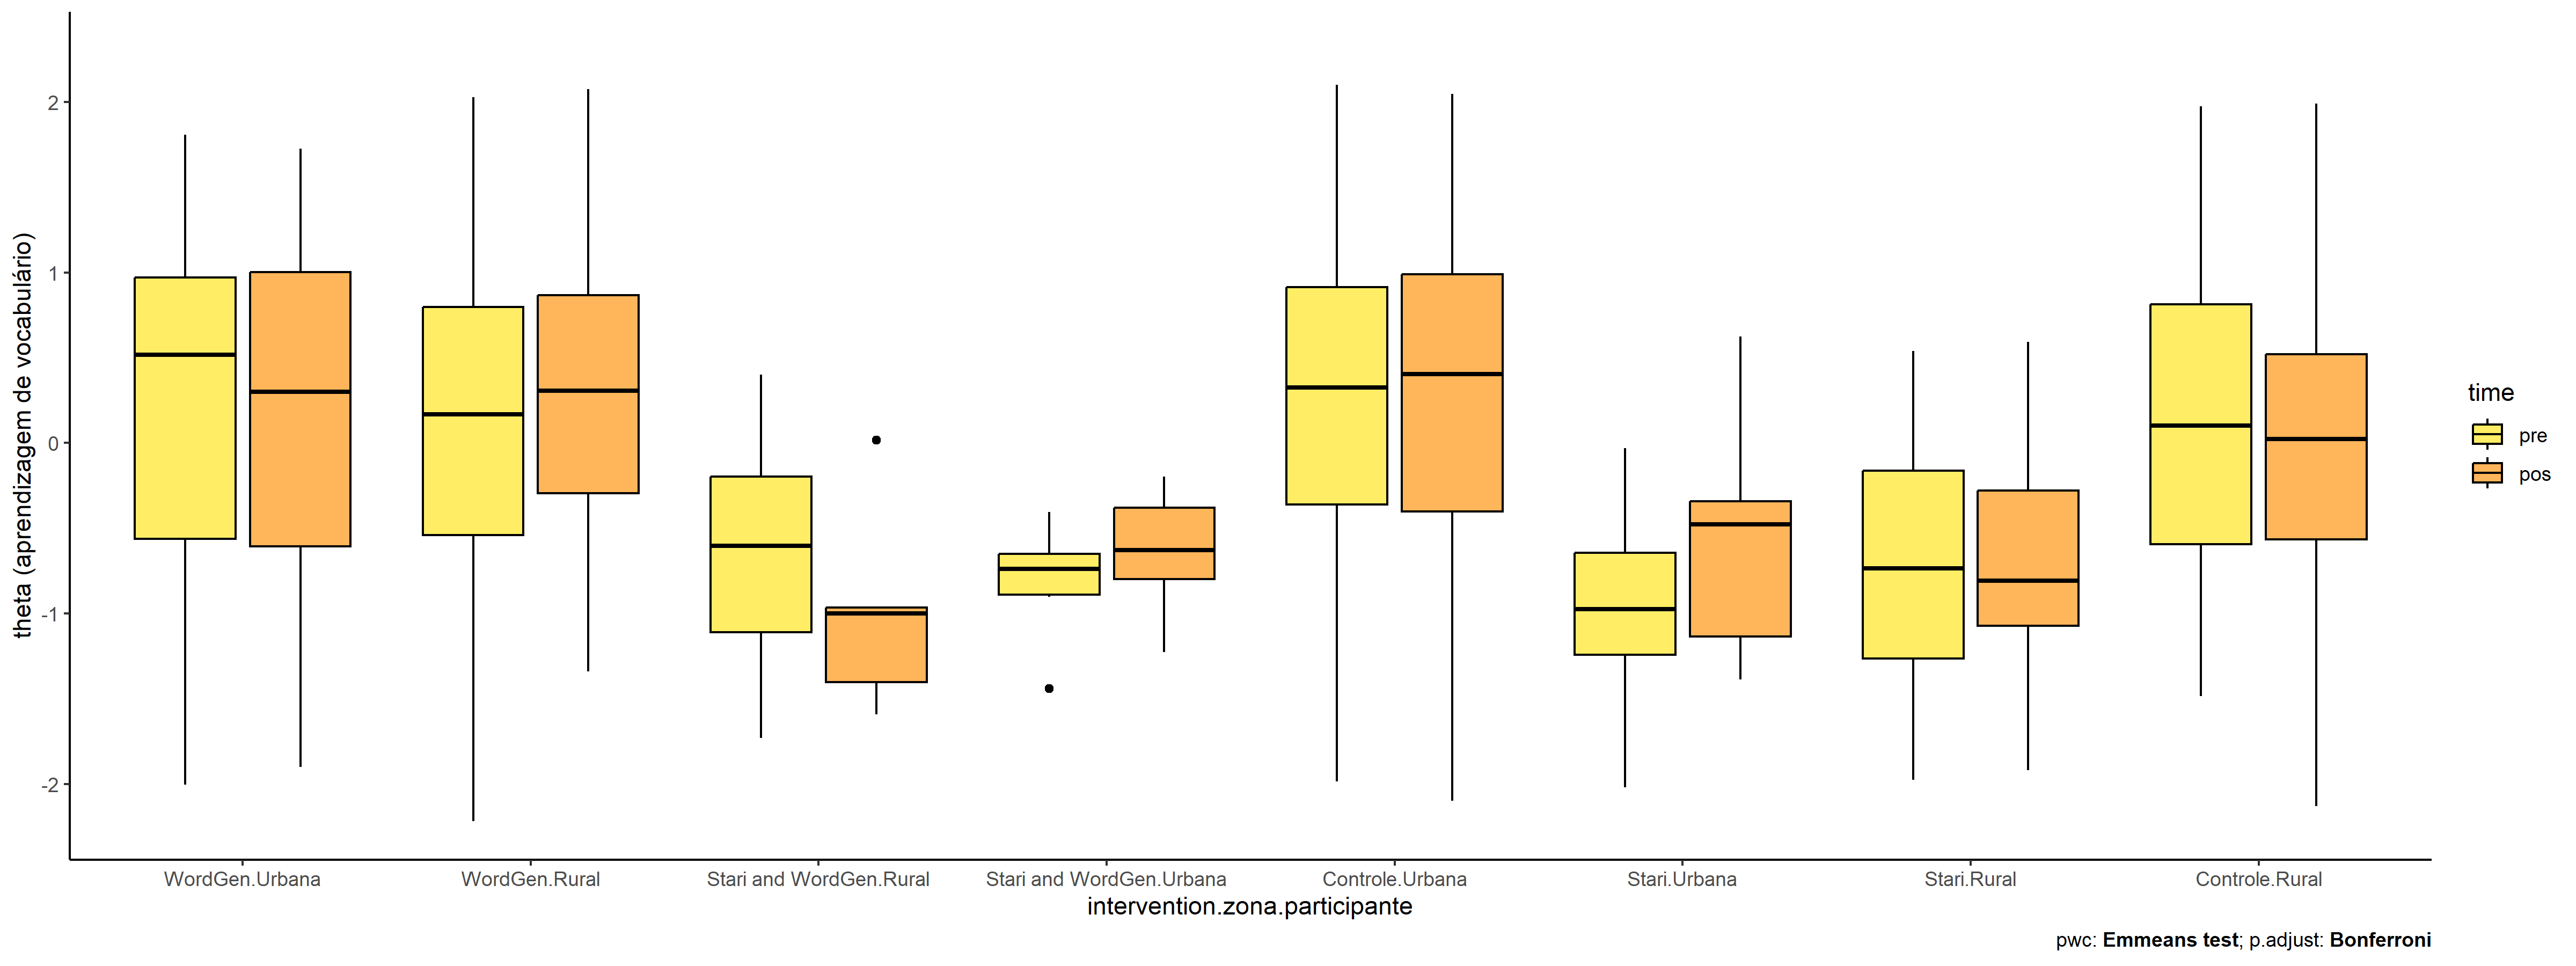 theta (aprendizagem de vocabulário)
2
1
0
-1
-2
WordGen.Urbana
WordGen.Rural
Stari and WordGen.Rural
Stari and WordGen.Urbana
Controle.Urbana
Stari.Urbana
Stari.Rural
Controle.Rural
intervention.zona.participante
time
pre
pos
pwc: Emmeans test; p.adjust: Bonferroni